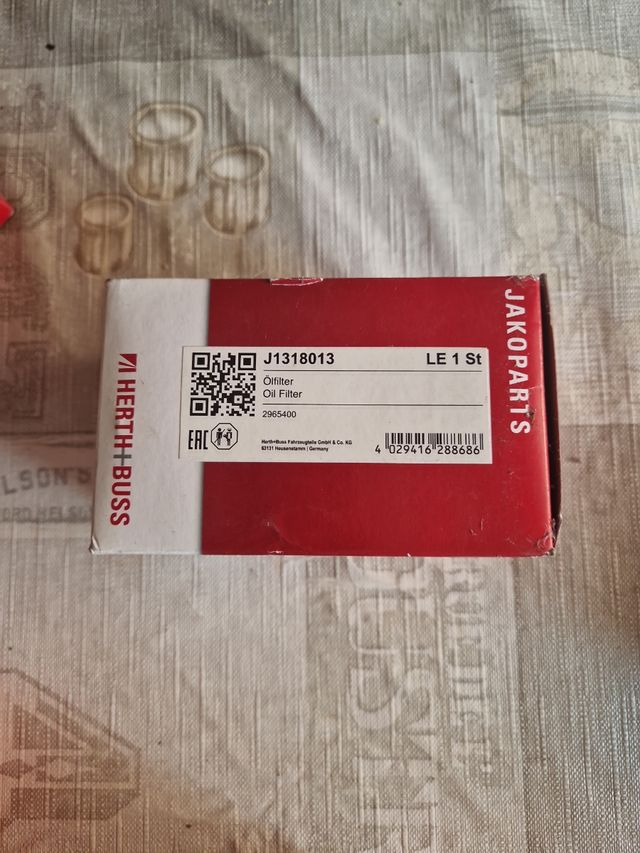 J1318013 LE 1 St
Ölfilter
Oil Filter
2965400
EAC
Herth+Buss Fahrzeugteile GmbH & Co. KG
63131 Heusenstamm | Germany
4 029416 288686
HERTH+BUSS
JAKOPARTS
LSON &